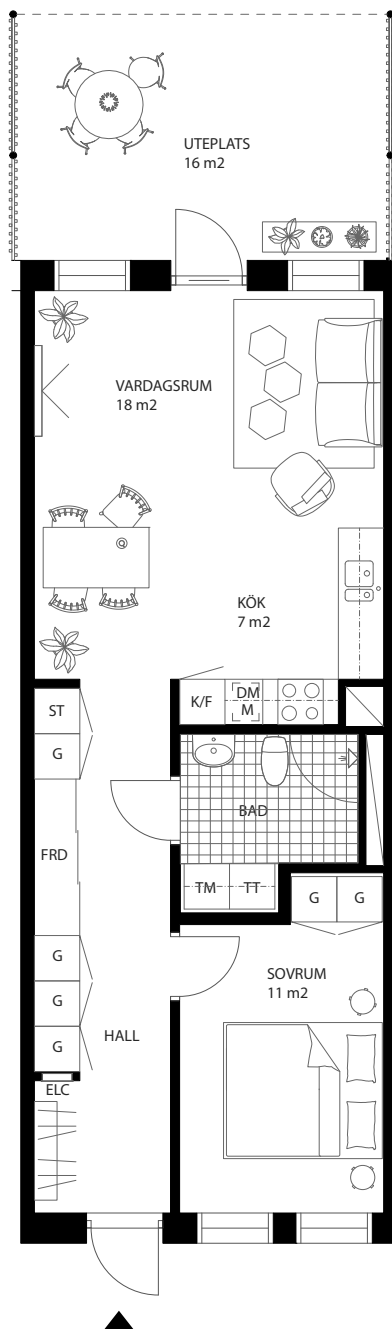 UTEPLATS
16 m2
VARDAGSRUM
18 m2
KÖK
7 m2
K/F
DM
M
ST
G
BAD
FRD
TM
TT
G
G
G
SOVRUM
11 m2
G
G
HALL
G
ELC